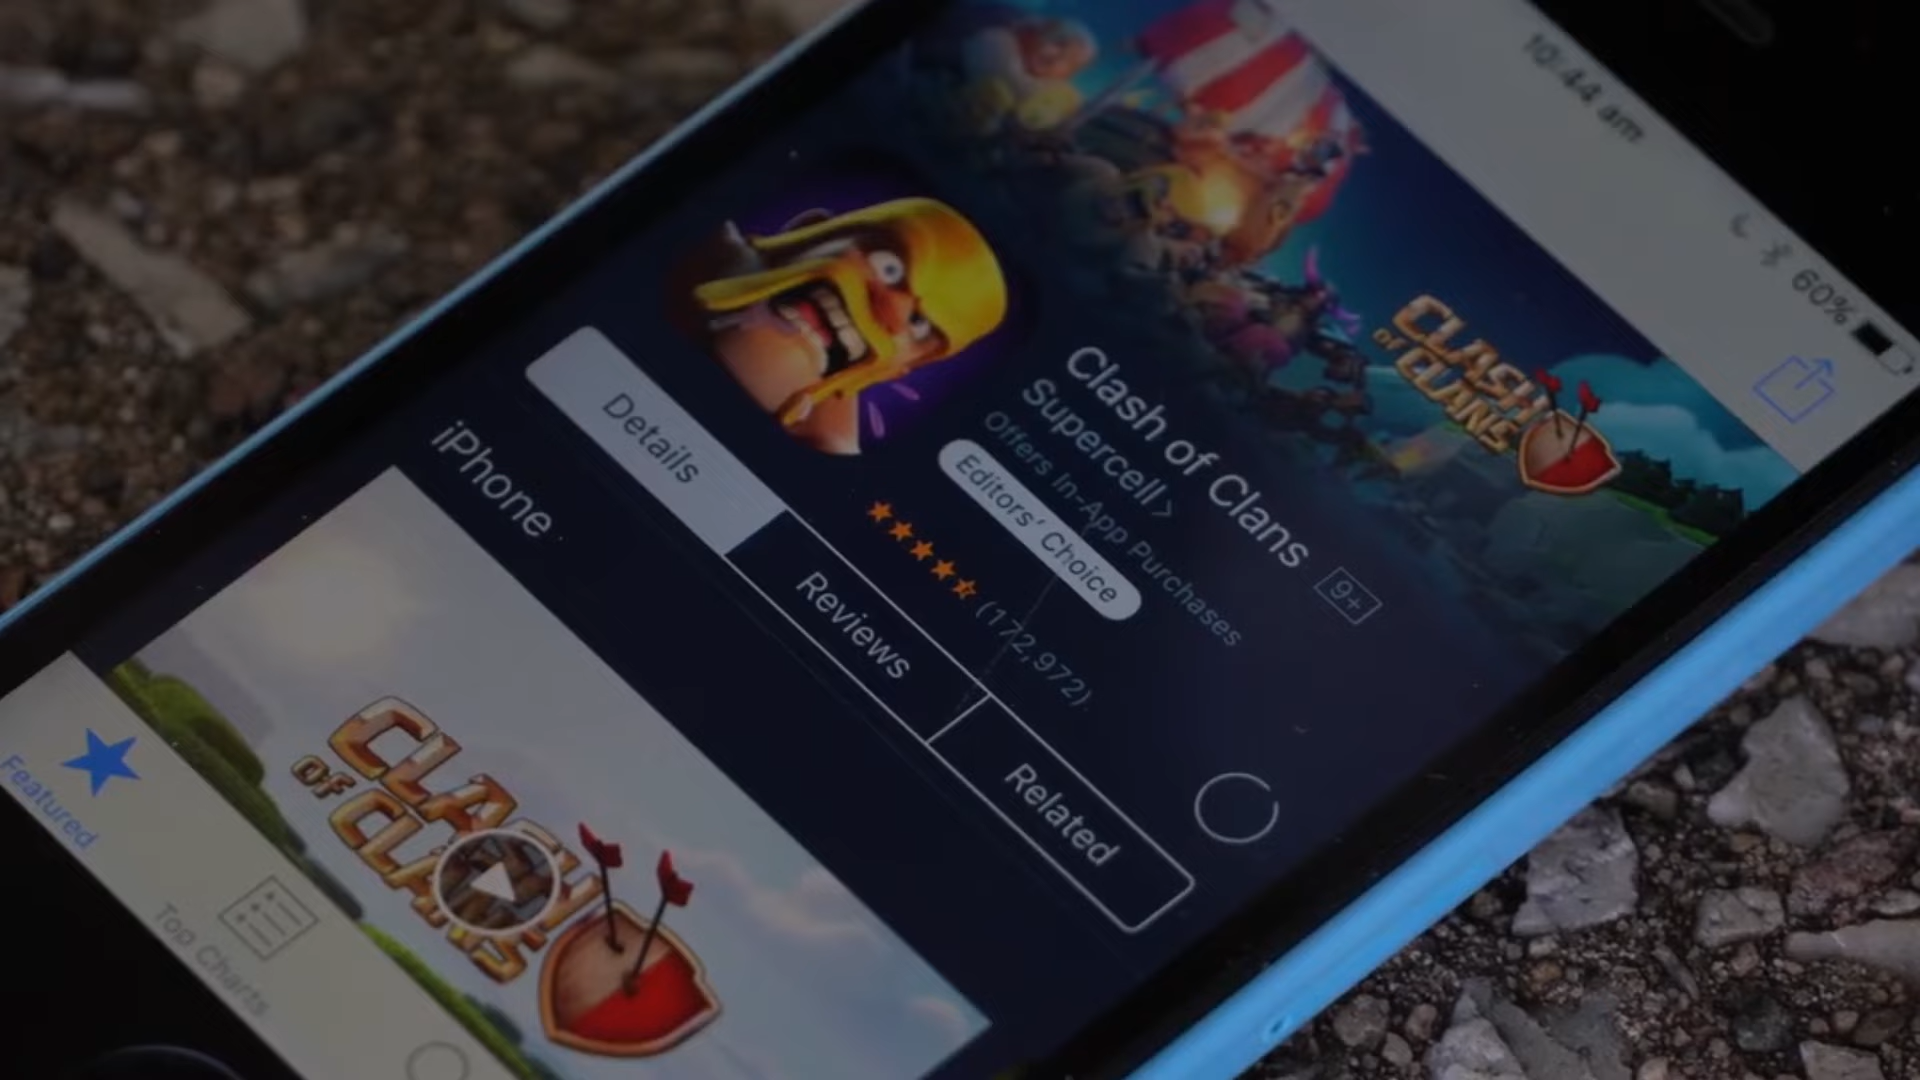 10:44 am
60%
CLASH
OF CLANS
Clash of Clans 9+
Supercell >
Offers In-App Purchases
Editors' Choice
(172,972)
Details
Reviews
Related
iPhone
CLASH
OF CLANS
Featured
Top Charts